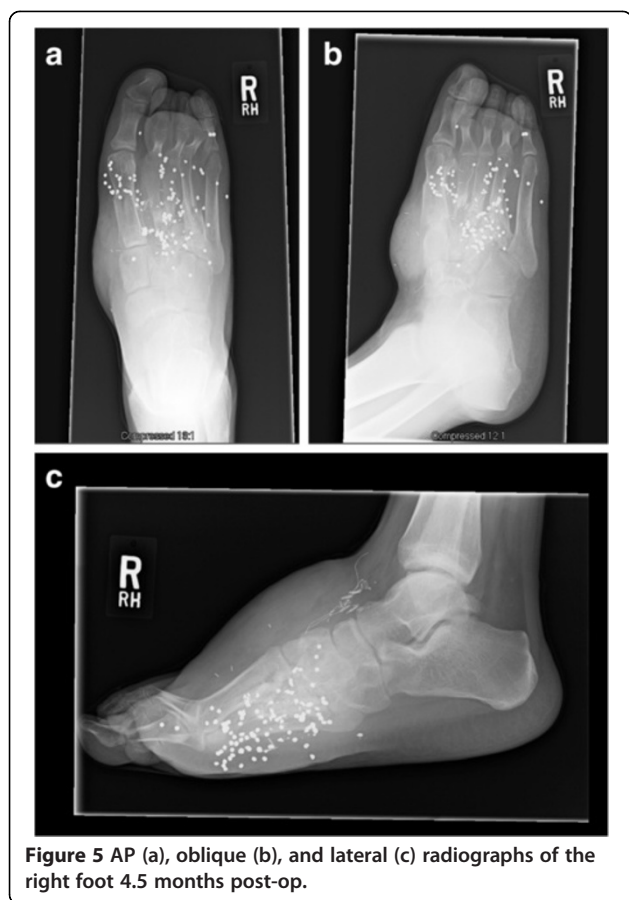 a
R
RH
Compressed 18:1
b
R
RH
Compressed 12:1
c
R
RH
Figure 5 AP (a), oblique (b), and lateral (c) radiographs of the
right foot 4.5 months post-op.